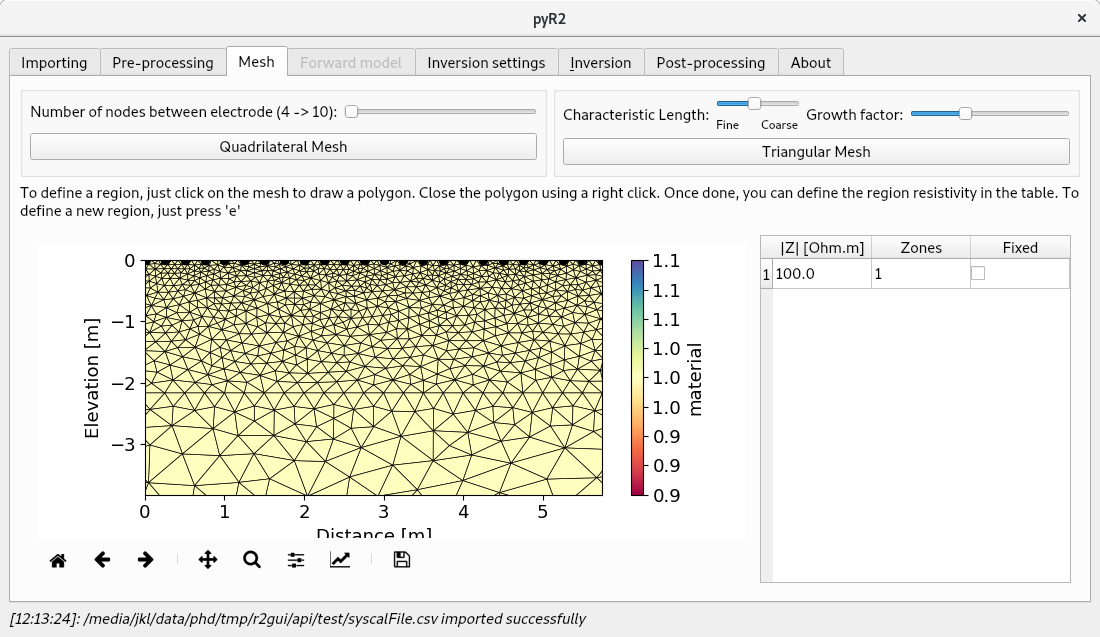 pyR2
Importing Pre-processing Mesh Forward model Inversion settings Inversion Post-processing About
Number of nodes between electrode (4 -> 10):
Quadrilateral Mesh
Characteristic Length: Growth factor:
Fine Coarse
Triangular Mesh
To define a region, just click on the mesh to draw a polygon. Close the polygon using a right click. Once done, you can define the region resistivity in the table. To
define a new region, just press 'e'
Elevation [m]
0
−1
−2
−3
0 1 2 3 4 5
Distance [m]
1.1
1.1
1.1
1.0
1.0
1.0
0.9
0.9
0.9
material
|Z| [Ohm.m] Zones Fixed
1 100.0 1
[12:13:24]: /media/jkl/data/phd/tmp/r2gui/api/test/syscalFile.csv imported successfully